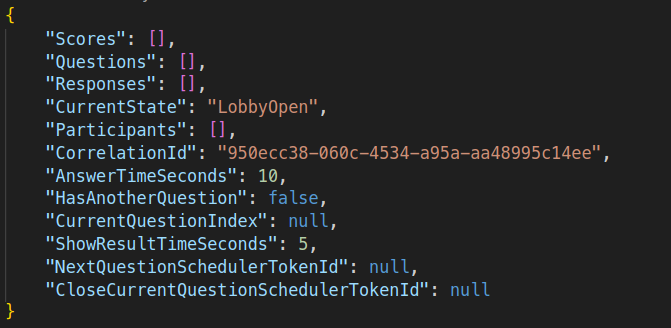 {
    "Scores": [],
    "Questions": [],
    "Responses": [],
    "CurrentState": "LobbyOpen",
    "Participants": [],
    "CorrelationId": "950ecc38-060c-4534-a95a-aa48995c14ee",
    "AnswerTimeSeconds": 10,
    "HasAnotherQuestion": false,
    "CurrentQuestionIndex": null,
    "ShowResultTimeSeconds": 5,
    "NextQuestionSchedulerTokenId": null,
    "CloseCurrentQuestionSchedulerTokenId": null
}